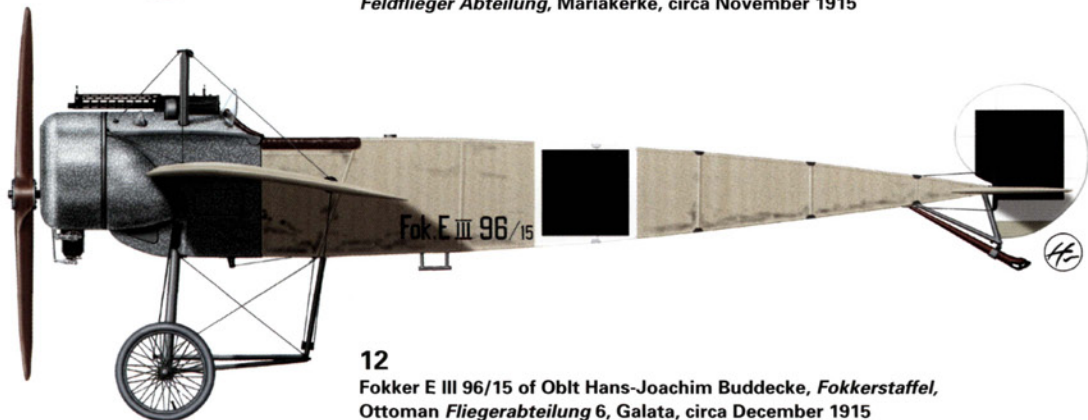 Feldflieger Abteilung, Mariakerke, circa November 1915
Fok.E III 96/15
12
Fokker E III 96/15 of Oblt Hans-Joachim Buddecke, Fokkerstaffel,
Ottoman Fliegerabteilung 6, Galata, circa December 1915